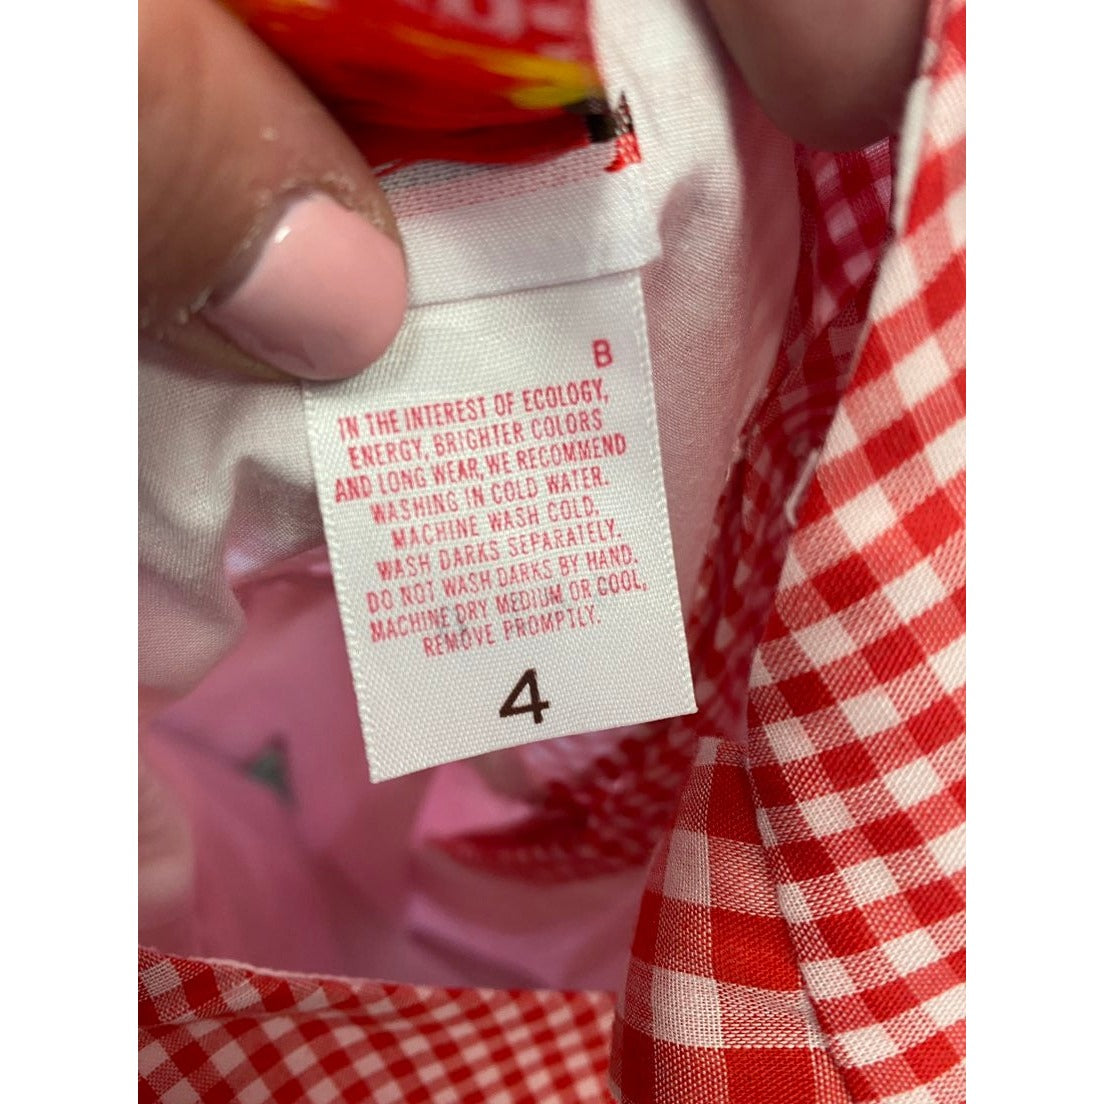 B
IN THE INTEREST OF ECOLOGY,
ENERGY, BRIGHTER COLORS
AND LONG WEAR, WE RECOMMEND
WASHING IN COLD WATER.
MACHINE WASH COLD.
WASH DARKS SEPARATELY.
DO NOT WASH DARKS BY HAND.
MACHINE DRY MEDIUM OR COOL,
REMOVE PROMPTLY.
4